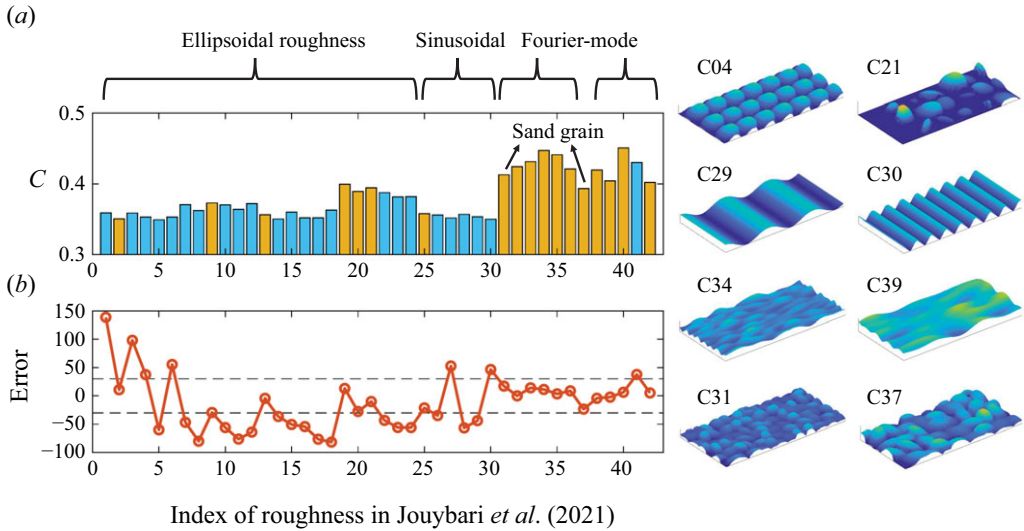 (a)
Ellipsoidal roughness
Sinusoidal
Fourier-mode
0.5
C
0.4
0.3
Sand grain
0 5 10 15 20 25 30 35 40
(b)
150
100
50
0
−50
−100
Error
0 5 10 15 20 25 30 35 40
Index of roughness in Jouybari et al. (2021)
C04
C21
C29
C30
C34
C39
C31
C37